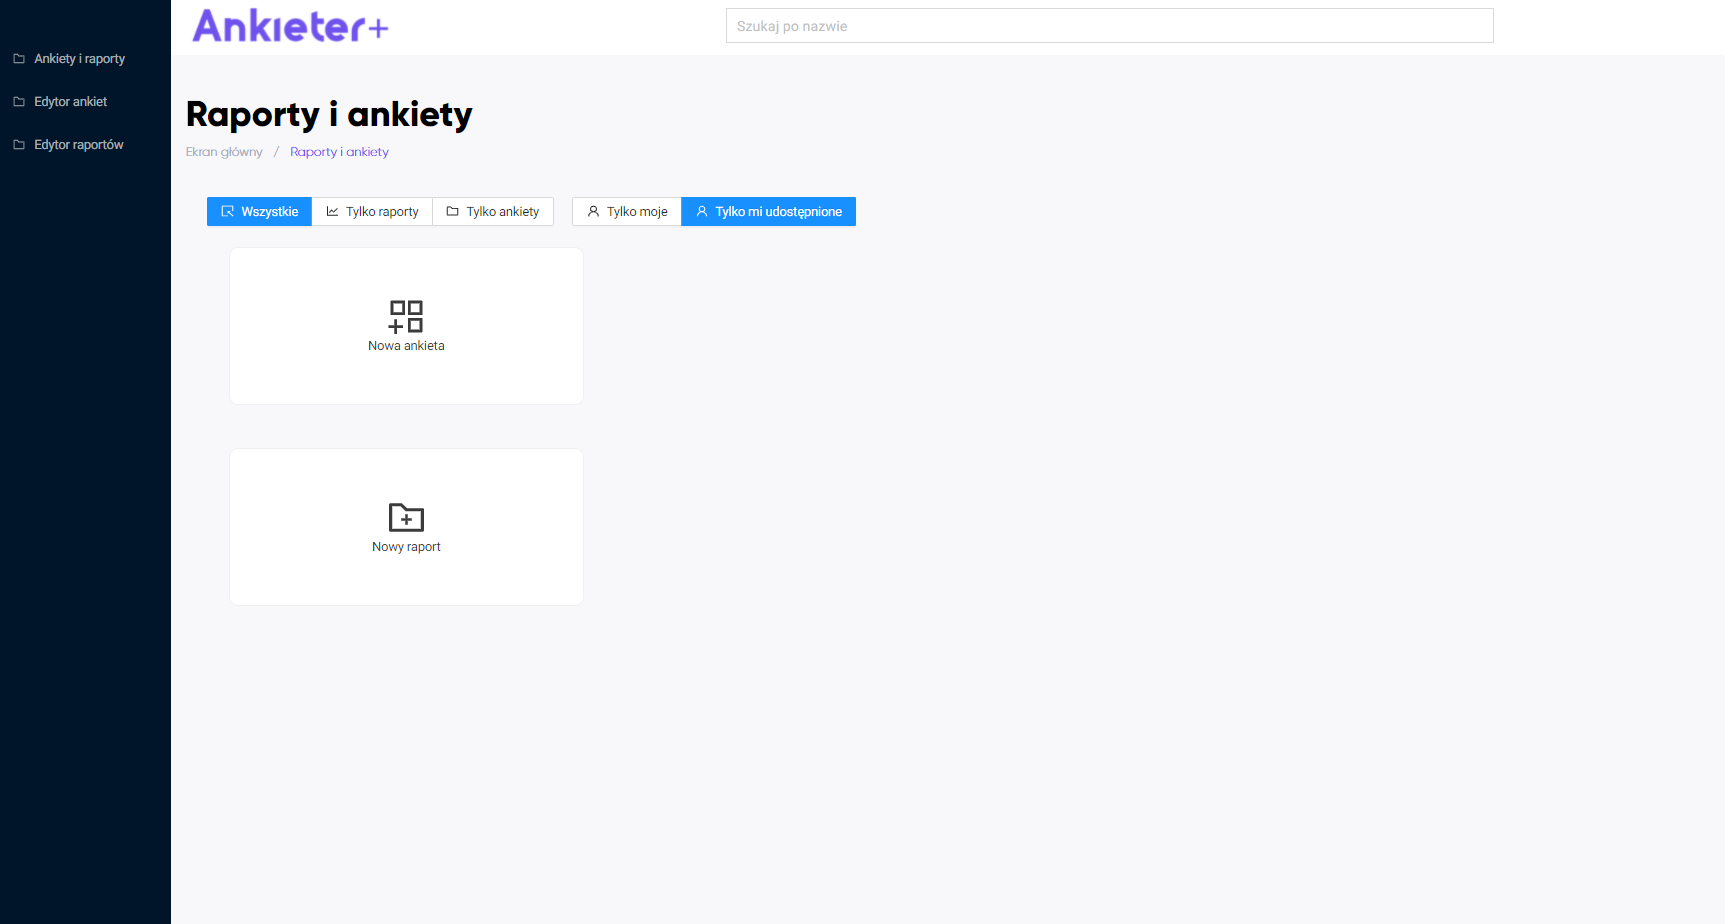 Ankieter+
Szukaj po nazwie
Ankiety i raporty
Edytor ankiet
Edytor raportów
Raporty i ankiety
Ekran główny / Raporty i ankiety
Wszystkie Tylko raporty Tylko ankiety Tylko moje Tylko mi udostępnione
Nowa ankieta
Nowy raport